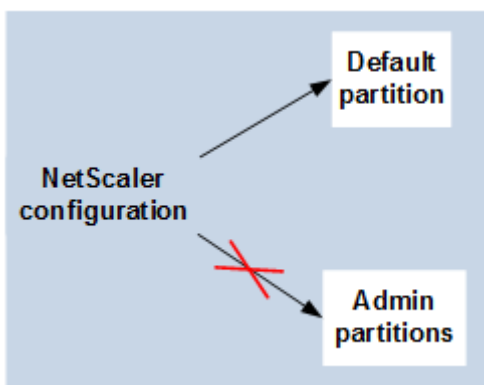 Default
partition
NetScaler
configuration
Admin
partitions